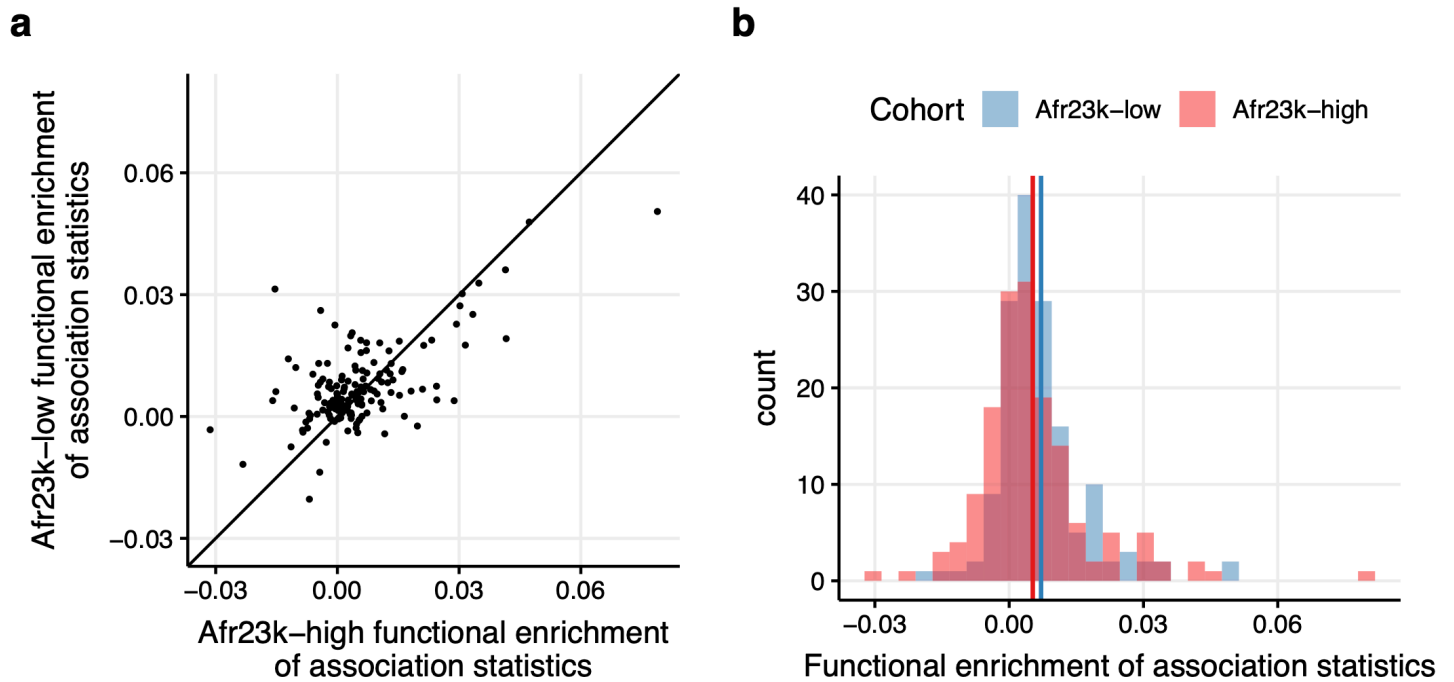 a
Afr23k−low functional enrichment
of association statistics
0.06
0.03
0.00
−0.03
−0.03 0.00 0.03 0.06
Afr23k−high functional enrichment
of association statistics
b
Cohort Afr23k−low Afr23k−high
count
40
30
20
10
0
−0.03 0.00 0.03 0.06
Functional enrichment of association statistics